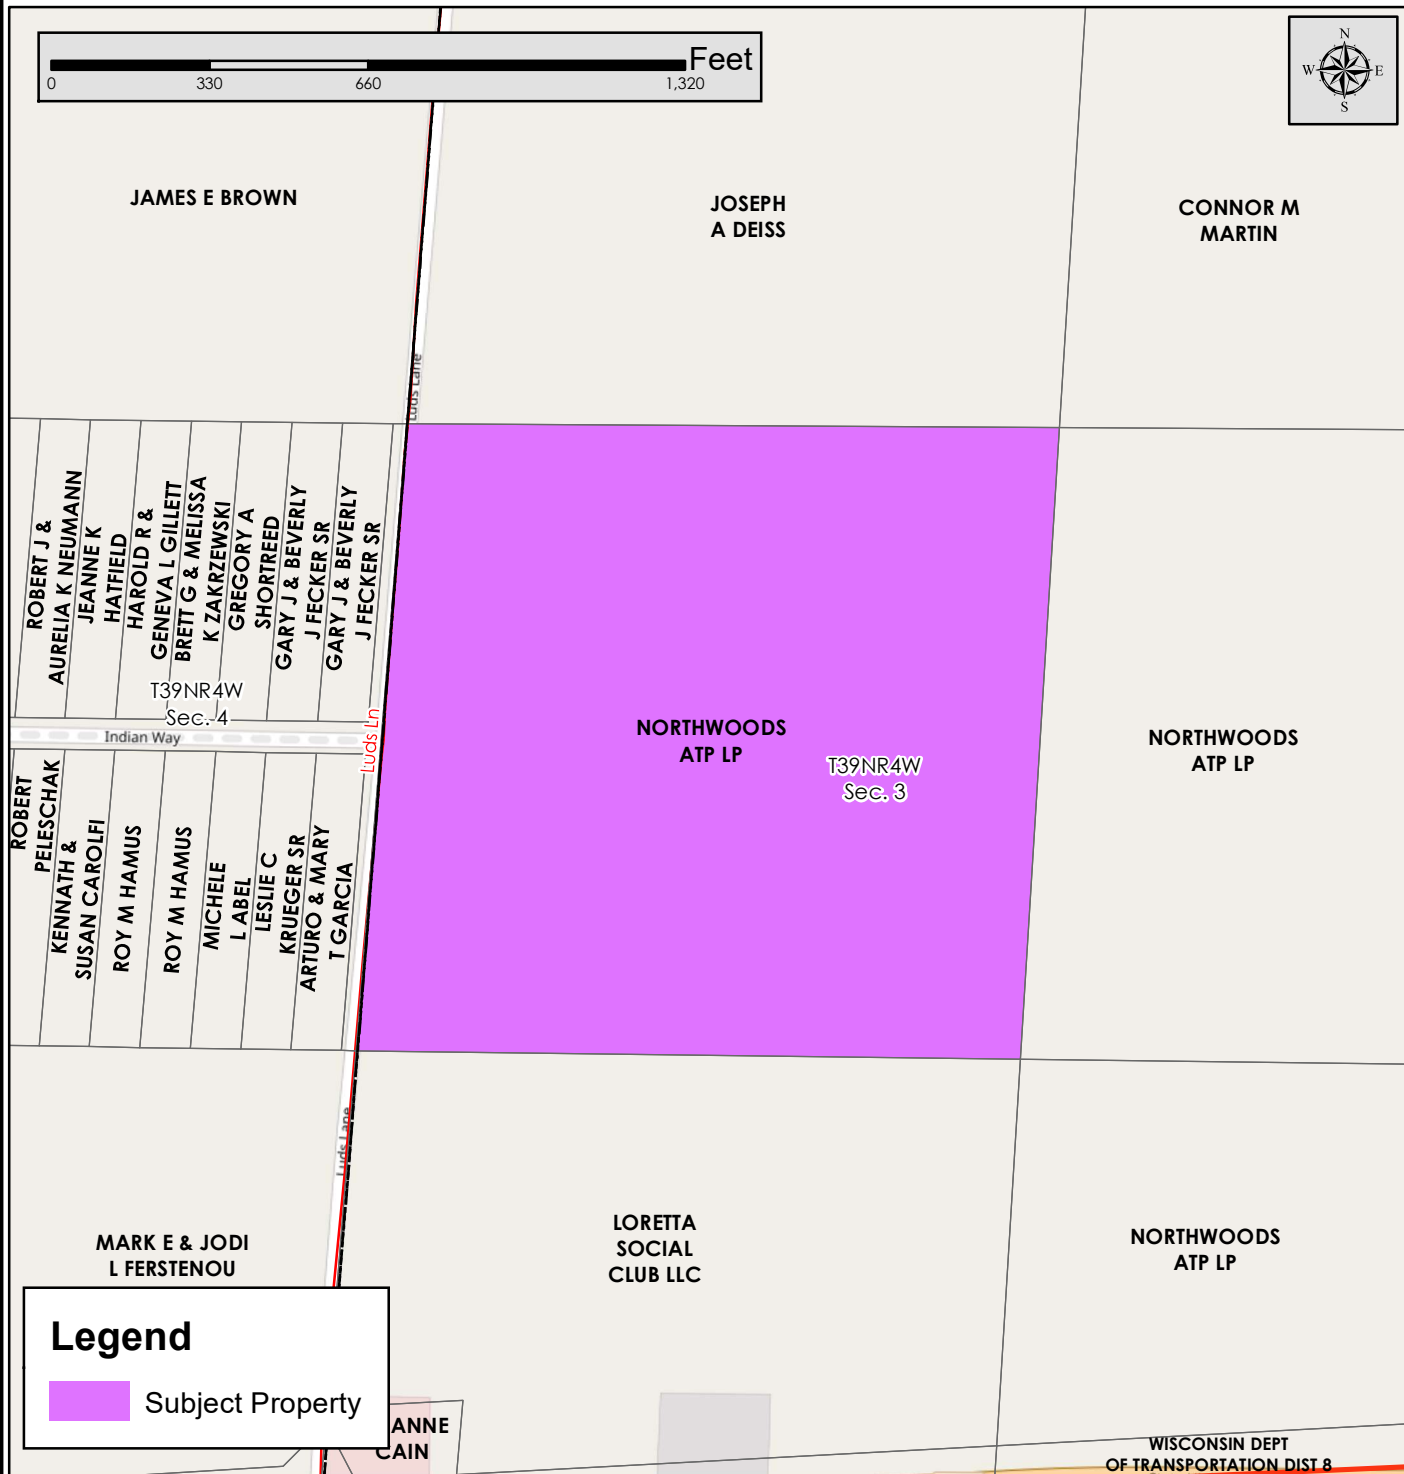 Feet
0 330 660 1,320
N
W E
S
JAMES E BROWN
JOSEPH
A DEISS
CONNOR M
MARTIN
Luds Lane
ROBERT J &
AURELIA K NEUMANN
JEANNE K
HATFIELD
HAROLD R &
GENEVA L GILLETT
BRETT G & MELISSA
K ZAKRZEWSKI
GREGORY A
SHORTREED
GARY J & BEVERLY
J FECKER SR
GARY J & BEVERLY
J FECKER SR
T39NR4W
Sec. 4
Indian Way
Luds Ln
NORTHWOODS
ATP LP
T39NR4W
Sec. 3
NORTHWOODS
ATP LP
ROBERT
PELESCHAK
KENNATH &
SUSAN CAROLFI
ROY M HAMUS
ROY M HAMUS
MICHELE
L ABEL
LESLIE C
KRUEGER SR
ARTURO & MARY
T GARCIA
Luds Lane
MARK E & JODI
L FERSTENOU
LORETTA
SOCIAL
CLUB LLC
NORTHWOODS
ATP LP
Legend
Subject Property
ANNE
CAIN
WISCONSIN DEPT
OF TRANSPORTATION DIST 8